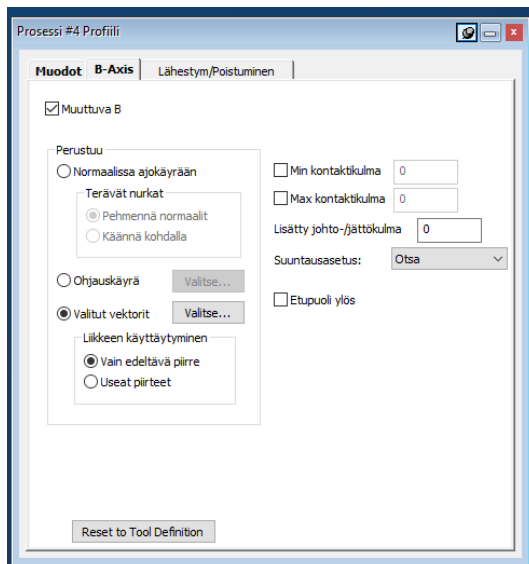 Prosessi #4 Profiili
Muodot B-Axis Lähestym/Poistuminen
Muuttuva B
Perustuu
Normaalissa ajokäyrään
Terävät nurkat
Pehmennä normaalit
Käännä kohdalla
Ohjauskäyrä Valitse...
Valitut vektorit Valitse...
Liikkeen käyttäytyminen
Vain edeltävä piirre
Useat piirteet
Min kontaktikulma 0
Max kontaktikulma 0
Lisätty johto-/jättökulma 0
Suuntausasetus: Otsa
Etupuoli ylös
Reset to Tool Definition